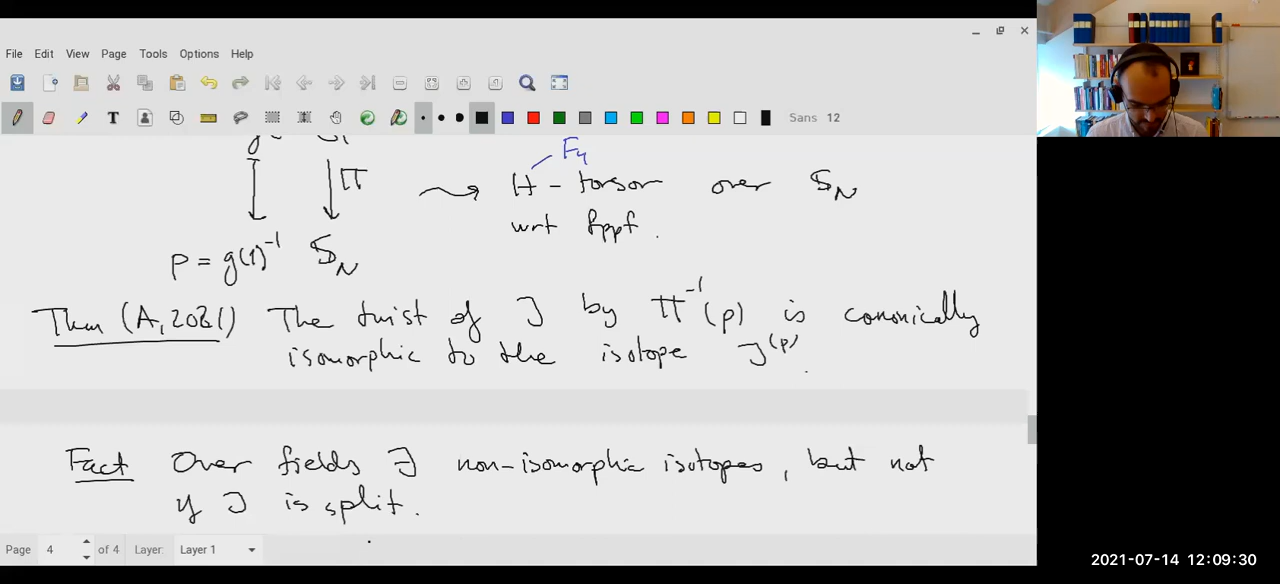 File Edit View Page Tools Options Help
Sans 12
F₄
Π ⇝ H - torsor over 𝕊_N
wrt fppf.
p = g(1)⁻¹ 𝕊_N
Thm (A, 2021) The twist of J by Π⁻¹(p) is canonically
isomorphic to the isotope J⁽ᵖ⁾.
Fact Over fields ∃ non-isomorphic isotopes, but not
if J is split.
Page 4 of 4 Layer: Layer 1
2021-07-14 12:09:30